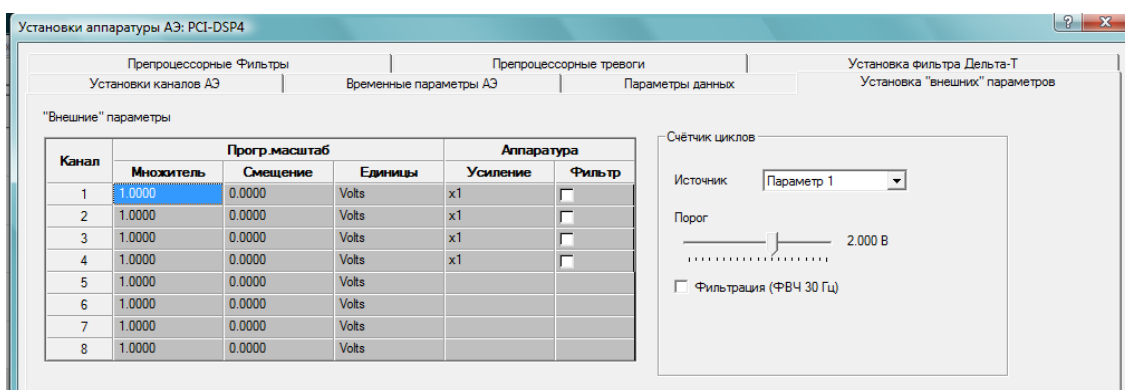 Установки аппаратуры АЭ: PCI-DSP4
Препроцессорные Фильтры Препроцессорные тревоги Установка фильтра Дельта-Т
Установки каналов АЭ Временные параметры АЭ Параметры данных Установка "внешних" параметров
"Внешние" параметры
Канал Прогр.масштаб Аппаратура
Множитель Смещение Единицы Усиление Фильтр
1 1.0000 0.0000 Volts x1
2 1.0000 0.0000 Volts x1
3 1.0000 0.0000 Volts x1
4 1.0000 0.0000 Volts x1
5 1.0000 0.0000 Volts
6 1.0000 0.0000 Volts
7 1.0000 0.0000 Volts
8 1.0000 0.0000 Volts
Счётчик циклов
Источник Параметр 1
Порог
2.000 В
Фильтрация (ФВЧ 30 Гц)